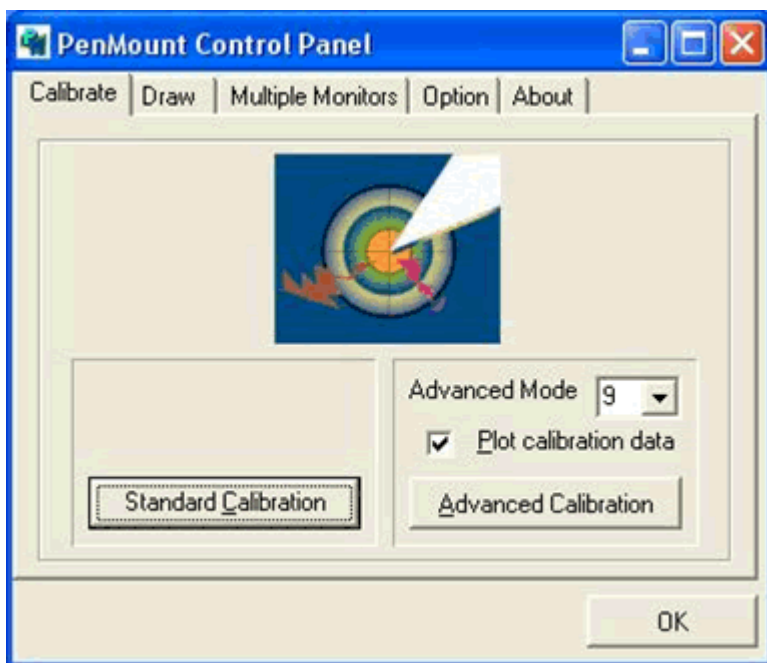 PenMount Control Panel
Calibrate Draw Multiple Monitors Option About
Advanced Mode 9
Plot calibration data
Standard Calibration Advanced Calibration
OK